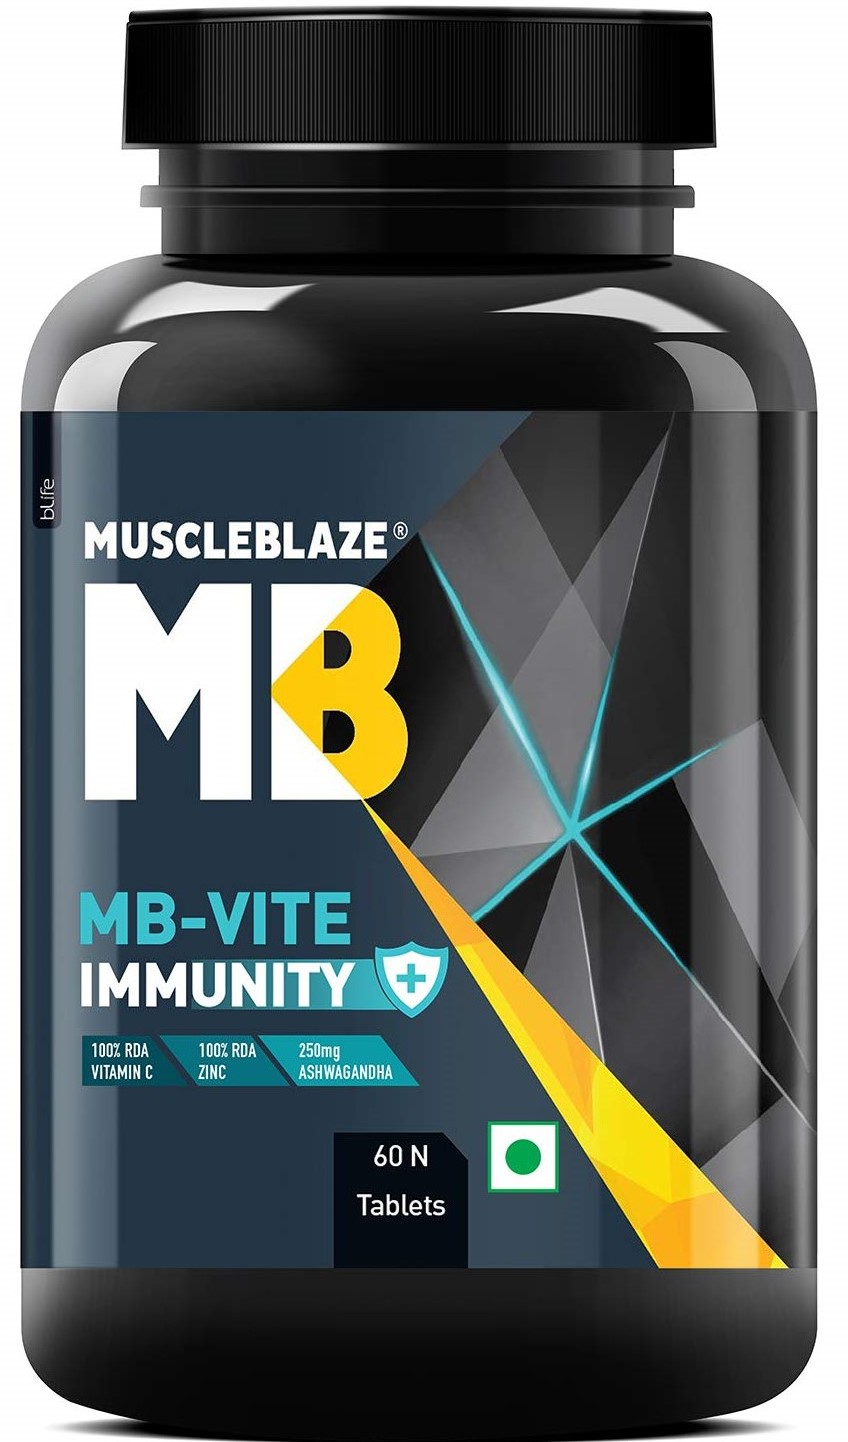 bLife
MUSCLEBLAZE®
MB
MB-VITE
IMMUNITY
100% RDA
VITAMIN C
100% RDA
ZINC
250mg
ASHWAGANDHA
60 N
Tablets